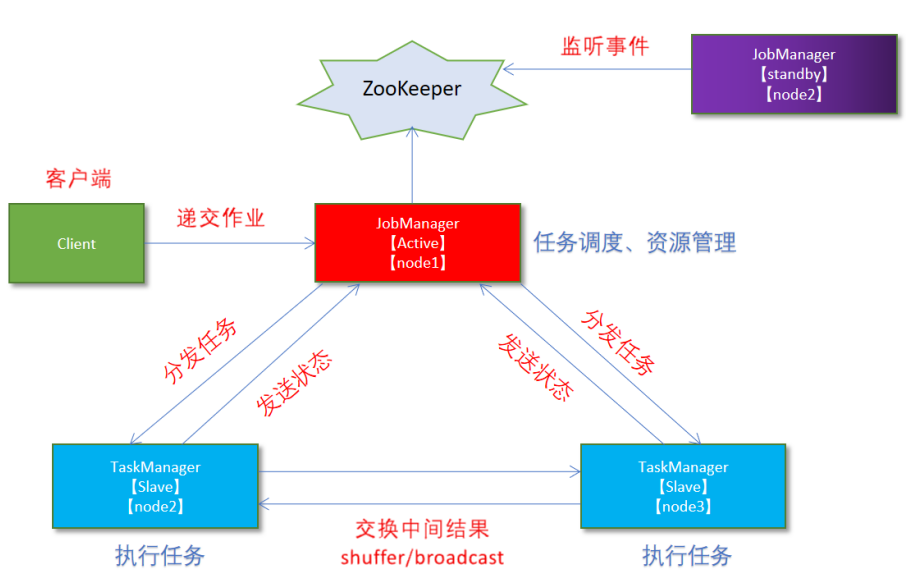 监听事件
JobManager
【standby】
【node2】
ZooKeeper
客户端
Client
递交作业
JobManager
【Active】
【node1】
任务调度、资源管理
分发任务
发送状态
发送状态
分发任务
TaskManager
【Slave】
【node2】
TaskManager
【Slave】
【node3】
交换中间结果
shuffer/broadcast
执行任务
执行任务